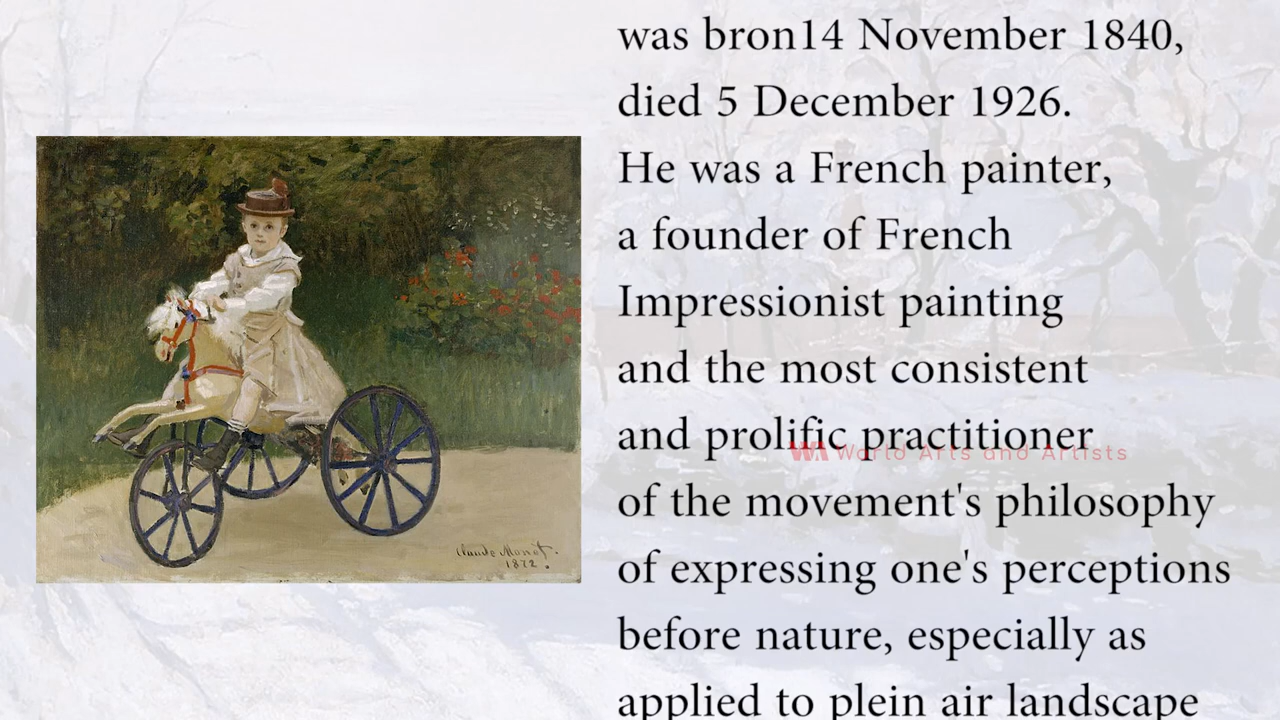 was bron14 November 1840,
died 5 December 1926.
He was a French painter,
a founder of French
Impressionist painting
and the most consistent
and prolific practitioner
World Arts and Artists
of the movement's philosophy
of expressing one's perceptions
before nature, especially as
applied to plein air landscape
Claude Monet.
1872.